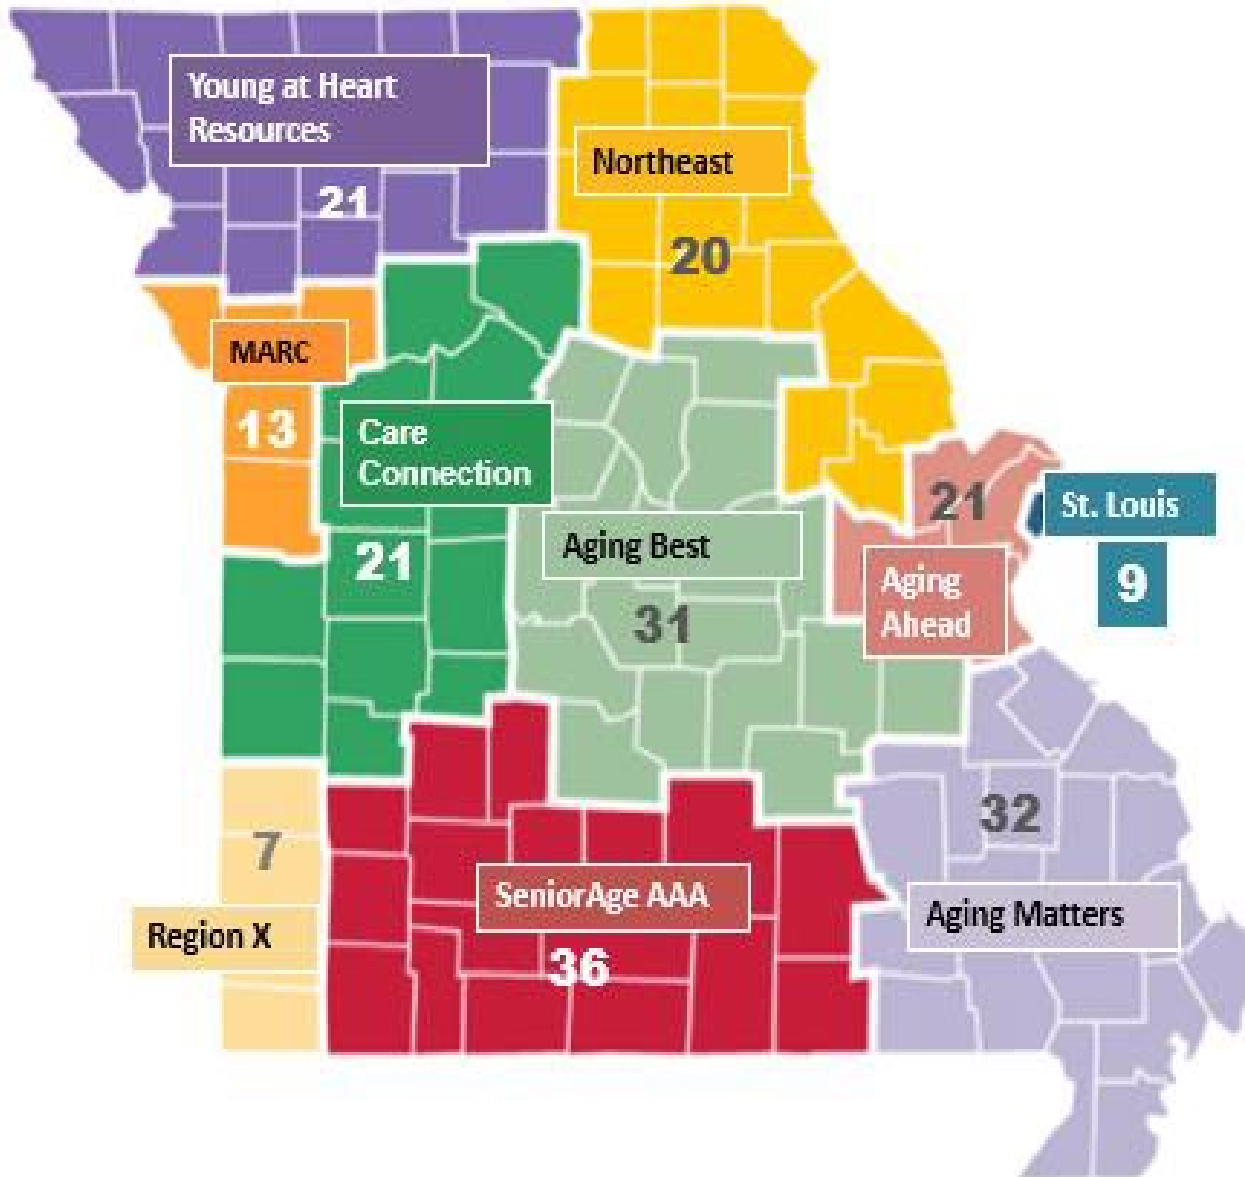 Young at Heart
Resources
21
Northeast
20
MARC
13
Care
Connection
21
Aging Best
31
21
Aging
Ahead
St. Louis
9
7
Region X
SeniorAge AAA
36
32
Aging Matters